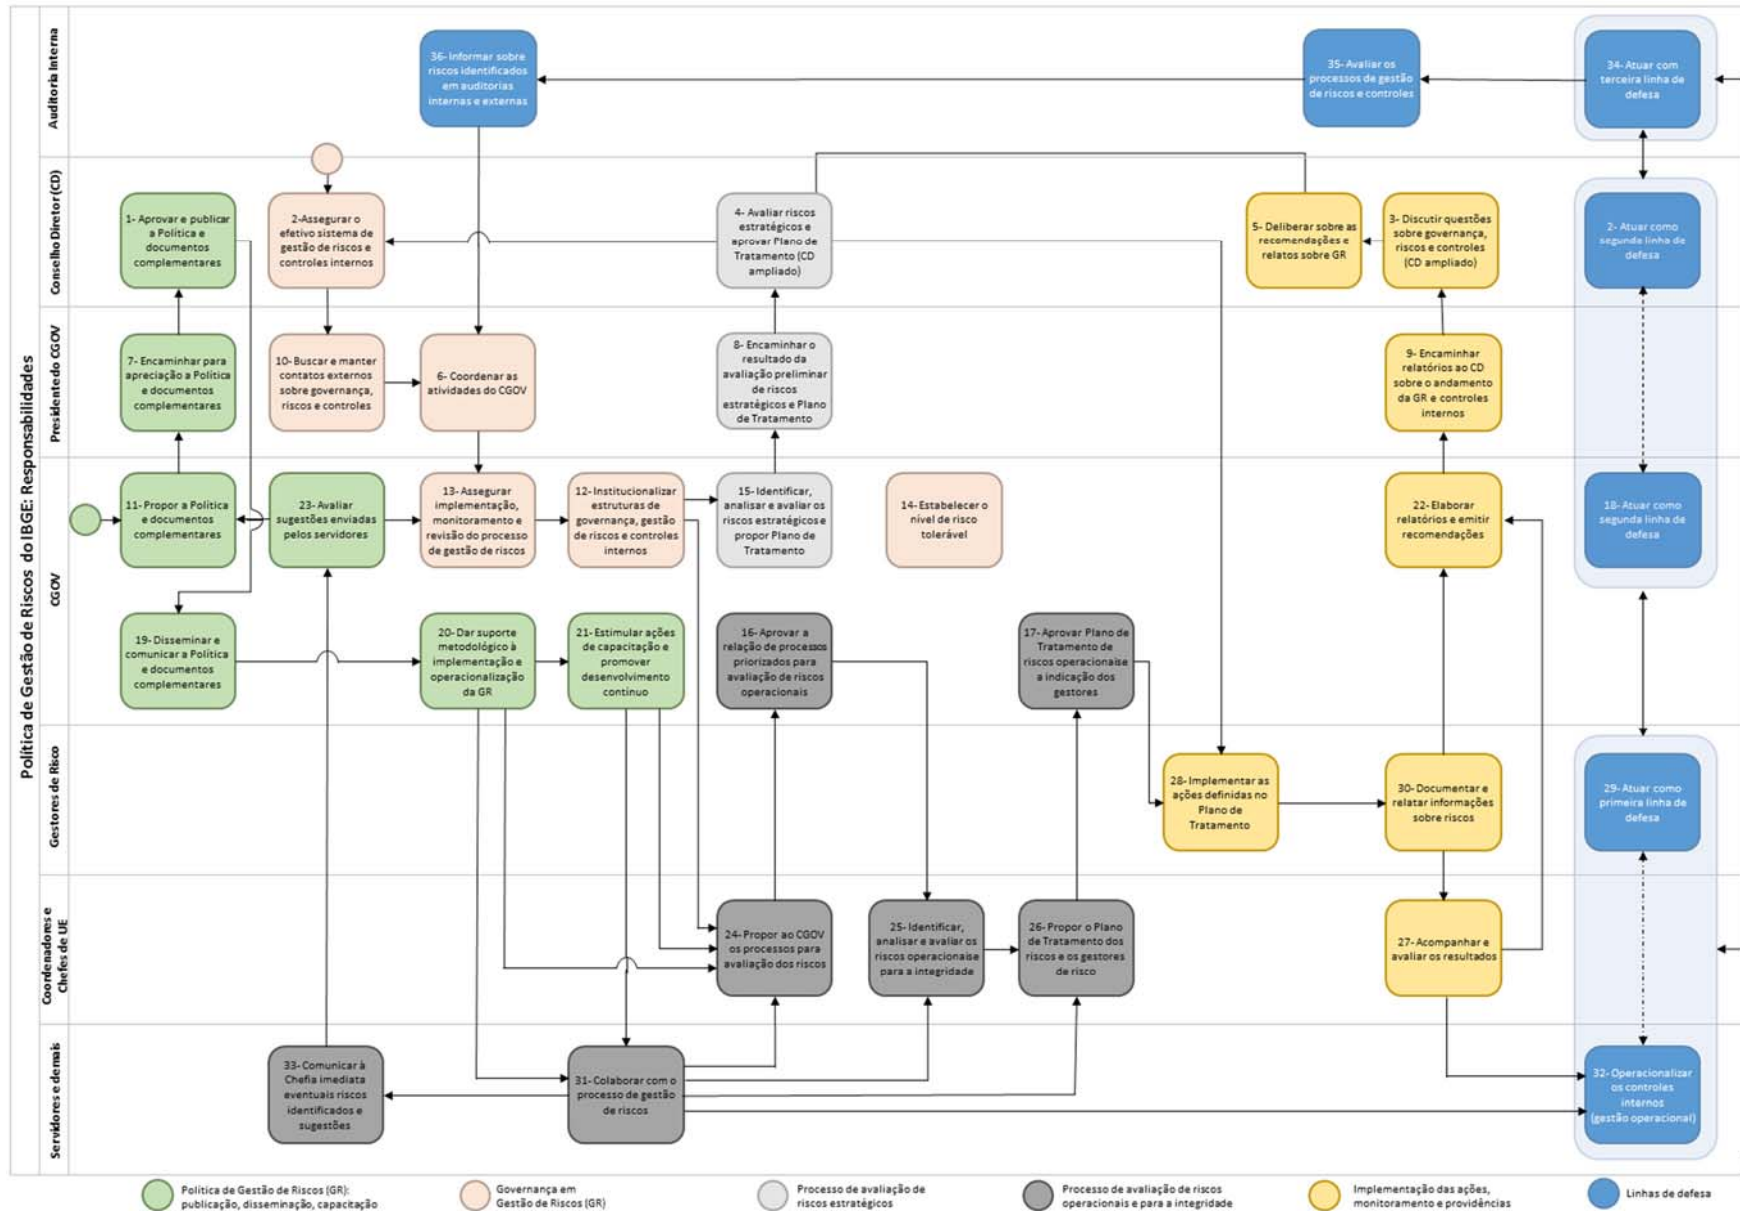 Política de Gestão de Riscos do IBGE: Responsabilidades
Auditoria Interna
36- Informar sobre
riscos identificados
em auditorias
internas e externas
35- Avaliar os
processos de gestão
de riscos e controles
34- Atuar com
terceira linha de
defesa
Conselho Diretor (CD)
1- Aprovar e publicar
a Política e
documentos
complementares
2-Assegurar o
efetivo sistema de
gestão de riscos e
controles internos
4- Avaliar riscos
estratégicos e
aprovar Plano de
Tratamento (CD
ampliado)
5- Deliberar sobre as
recomendações e
relatos sobre GR
3- Discutir questões
sobre governança,
riscos e controles
(CD ampliado)
2- Atuar como
segunda linha de
defesa
Presidente do CGOV
7- Encaminhar para
apreciação a Política
e documentos
complementares
10- Buscar e manter
contatos externos
sobre governança,
riscos e controles
6- Coordenar as
atividades do CGOV
8- Encaminhar o
resultado da
avaliação preliminar
de riscos
estratégicos e Plano
de Tratamento
9- Encaminhar
relatórios ao CD
sobre o andamento
da GR e controles
internos
CGOV
11- Propor a Política
e documentos
complementares
23- Avaliar
sugestões enviadas
pelos servidores
13- Assegurar
implementação,
monitoramento e
revisão do processo
de gestão de riscos
12- Institucionalizar
estruturas de
governança, gestão
de riscos e controles
internos
15- Identificar,
analisar e avaliar os
riscos estratégicos e
propor Plano de
Tratamento
14- Estabelecer o
nível de risco
tolerável
22- Elaborar
relatórios e emitir
recomendações
18- Atuar como
segunda linha de
defesa
19- Disseminar e
comunicar a Política
e documentos
complementares
20- Dar suporte
metodológico à
implementação e
operacionalização
da GR
21- Estimular ações
de capacitação e
promover
desenvolvimento
contínuo
16- Aprovar a
relação de processos
priorizados para
avaliação de riscos
operacionais
17- Aprovar Plano de
Tratamento de
riscos operacionais e
a indicação dos
gestores
Gestores de Risco
28- Implementar as
ações definidas no
Plano de
Tratamento
30- Documentar e
relatar informações
sobre riscos
29- Atuar como
primeira linha de
defesa
Coordenadores e
Chefes de UE
24- Propor ao CGOV
os processos para
avaliação dos riscos
25- Identificar,
analisar e avaliar os
riscos operacionais e
para a integridade
26- Propor o Plano
de Tratamento dos
riscos e os gestores
de risco
27- Acompanhar e
avaliar os resultados
Servidores e demais
33- Comunicar à
Chefia imediata
eventuais riscos
identificados e
sugestões
31- Colaborar com o
processo de gestão
de riscos
32- Operacionalizar
os controles
internos
(gestão operacional)
Política de Gestão de Riscos (GR):
publicação, disseminação, capacitação
Governança em
Gestão de Riscos (GR)
Processo de avaliação de
riscos estratégicos
Processo de avaliação de riscos
operacionais e para a integridade
Implementação das ações,
monitoramento e providências
Linhas de defesa